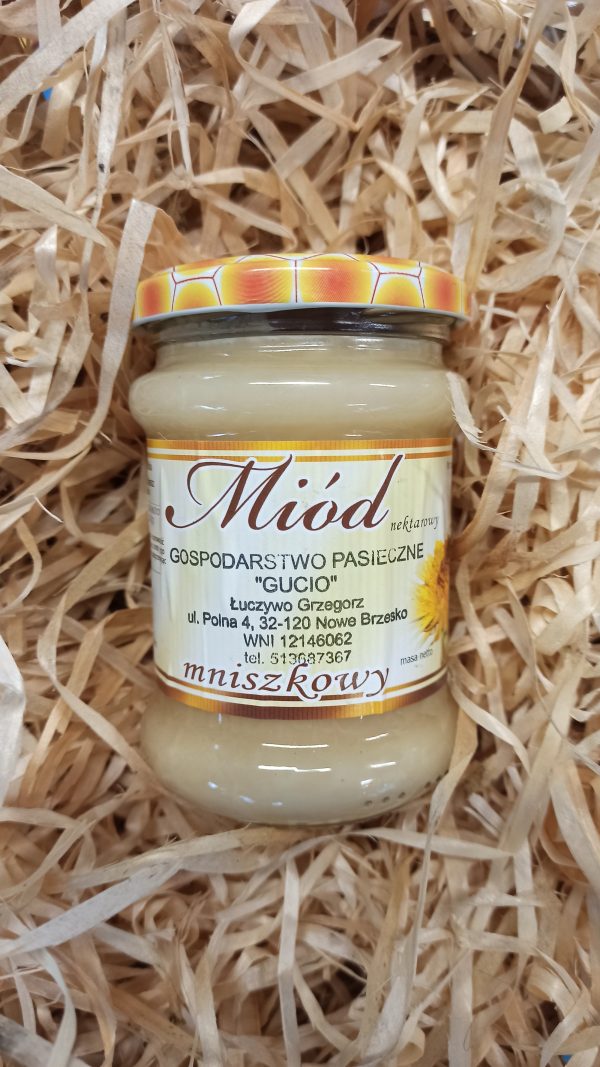 Miód
nektarowy
GOSPODARSTWO PASIECZNE
"GUCIO"
Łuczywo Grzegorz
ul. Polna 4, 32-120 Nowe Brzesko
WNI 12146062
tel. 513687367
mniszkowy
masa netto